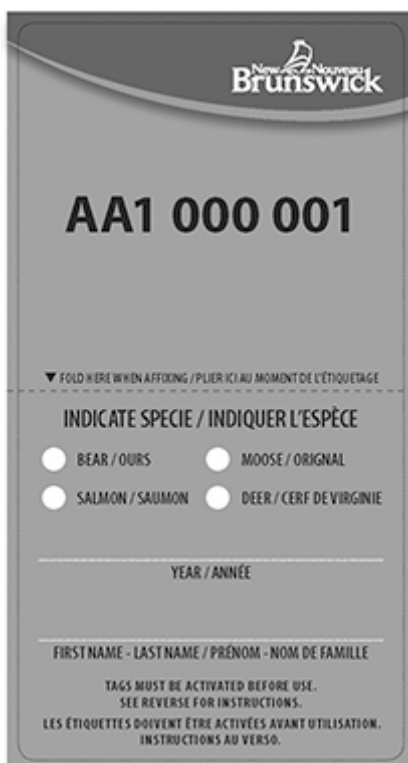 New Nouveau
Brunswick
AA1 000 001
▼ FOLD HERE WHEN AFFIXING / PLIER ICI AU MOMENT DE L'ÉTIQUETAGE
INDICATE SPECIE / INDIQUER L'ESPÈCE
BEAR / OURS MOOSE / ORIGNAL
SALMON / SAUMON DEER / CERF DE VIRGINIE
YEAR / ANNÉE
FIRST NAME - LAST NAME / PRÉNOM - NOM DE FAMILLE
TAGS MUST BE ACTIVATED BEFORE USE.
SEE REVERSE FOR INSTRUCTIONS.
LES ÉTIQUETTES DOIVENT ÊTRE ACTIVÉES AVANT UTILISATION.
INSTRUCTIONS AU VERSO.